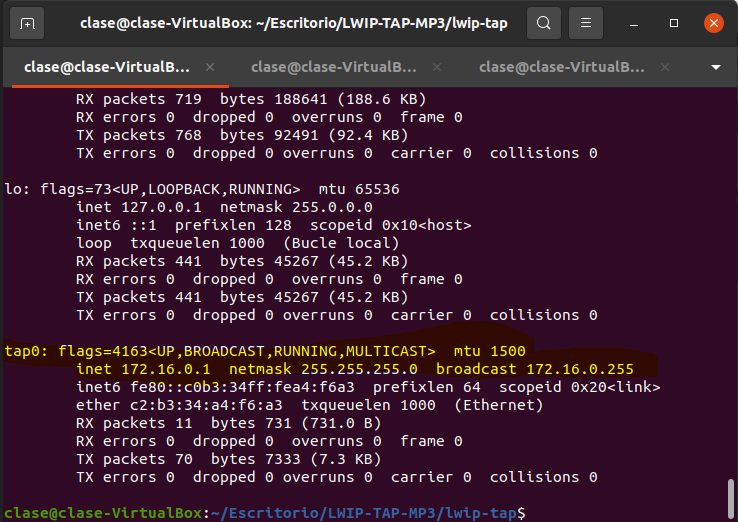 clase@clase-VirtualBox: ~/Escritorio/LWIP-TAP-MP3/lwip-tap
clase@clase-VirtualB... × clase@clase-VirtualB... × clase@clase-VirtualB... ×
RX packets 719  bytes 188641 (188.6 KB)
RX errors 0  dropped 0  overruns 0  frame 0
TX packets 768  bytes 92491 (92.4 KB)
TX errors 0  dropped 0 overruns 0  carrier 0  collisions 0
lo: flags=73<UP,LOOPBACK,RUNNING>  mtu 65536
inet 127.0.0.1  netmask 255.0.0.0
inet6 ::1  prefixlen 128  scopeid 0x10<host>
loop  txqueuelen 1000  (Bucle local)
RX packets 441  bytes 45267 (45.2 KB)
RX errors 0  dropped 0  overruns 0  frame 0
TX packets 441  bytes 45267 (45.2 KB)
TX errors 0  dropped 0 overruns 0  carrier 0  collisions 0
tap0: flags=4163<UP,BROADCAST,RUNNING,MULTICAST>  mtu 1500
inet 172.16.0.1  netmask 255.255.255.0  broadcast 172.16.0.255
inet6 fe80::c0b3:34ff:fea4:f6a3  prefixlen 64  scopeid 0x20<link>
ether c2:b3:34:a4:f6:a3  txqueuelen 1000  (Ethernet)
RX packets 11  bytes 731 (731.0 B)
RX errors 0  dropped 0  overruns 0  frame 0
TX packets 70  bytes 7333 (7.3 KB)
TX errors 0  dropped 0 overruns 0  carrier 0  collisions 0
clase@clase-VirtualBox:~/Escritorio/LWIP-TAP-MP3/lwip-tap$